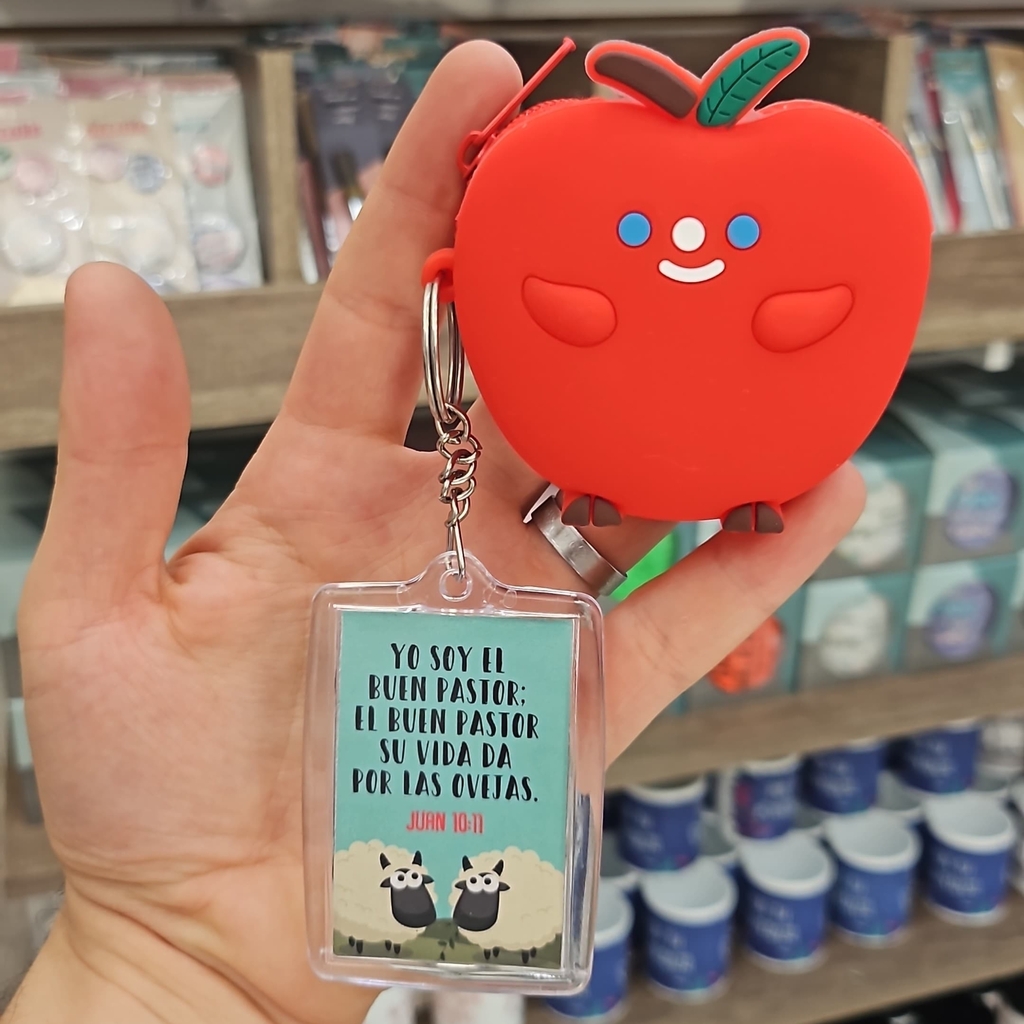 YO SOY EL
BUEN PASTOR;
EL BUEN PASTOR
SU VIDA DA
POR LAS OVEJAS.
JUAN 10:11